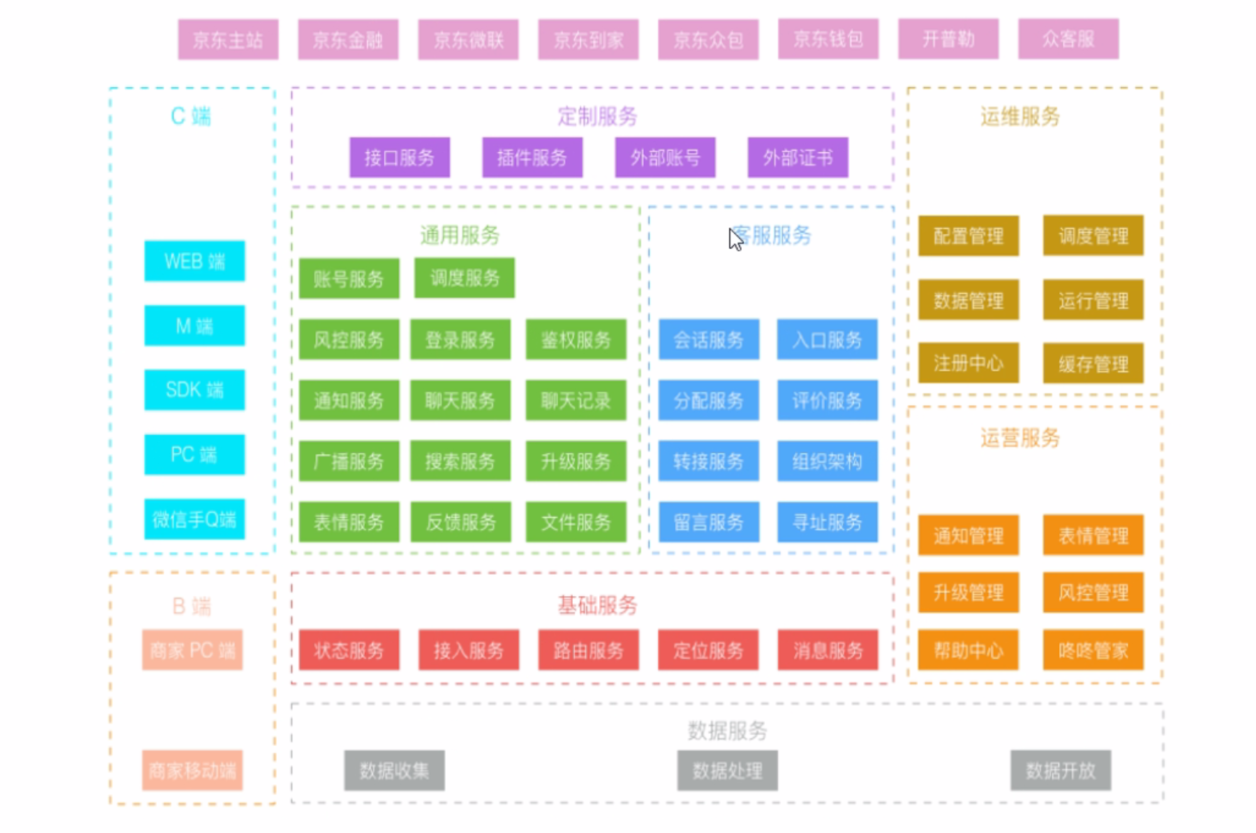 京东主站 京东金融 京东微联 京东到家 京东众包 京东钱包 开普勒 众客服
C 端
WEB 端
M 端
SDK 端
PC 端
微信手Q端
B 端
商家 PC 端
商家移动端
定制服务
接口服务 插件服务 外部账号 外部证书
通用服务
账号服务 调度服务
风控服务 登录服务 鉴权服务
通知服务 聊天服务 聊天记录
广播服务 搜索服务 升级服务
表情服务 反馈服务 文件服务
客服服务
会话服务 入口服务
分配服务 评价服务
转接服务 组织架构
留言服务 寻址服务
基础服务
状态服务 接入服务 路由服务 定位服务 消息服务
运维服务
配置管理 调度管理
数据管理 运行管理
注册中心 缓存管理
运营服务
通知管理 表情管理
升级管理 风控管理
帮助中心 咚咚管家
数据服务
数据收集 数据处理 数据开放